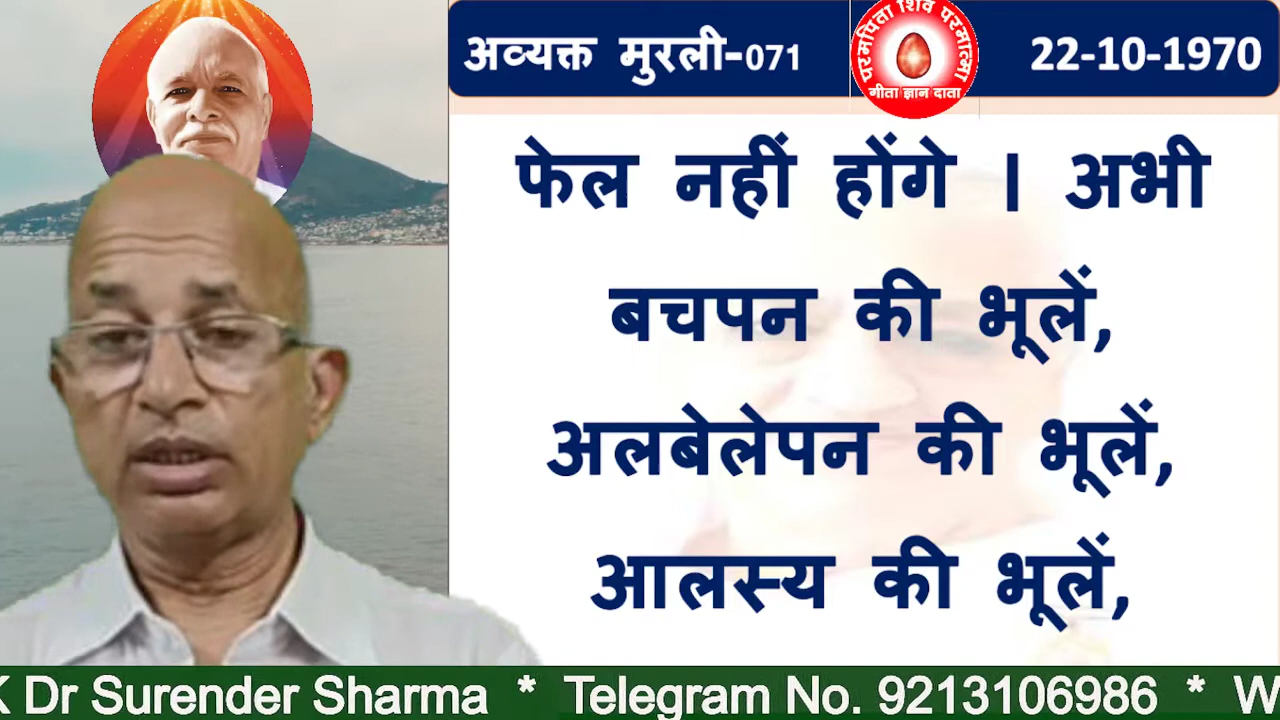 अव्यक्त मुरली-071
परमपिता शिव परमात्मा
गीता ज्ञान दाता
22-10-1970
फेल नहीं होंगे । अभी
बचपन की भूलें,
अलबेलेपन की भूलें,
आलस्य की भूलें,
K Dr Surender Sharma * Telegram No. 9213106986 * W